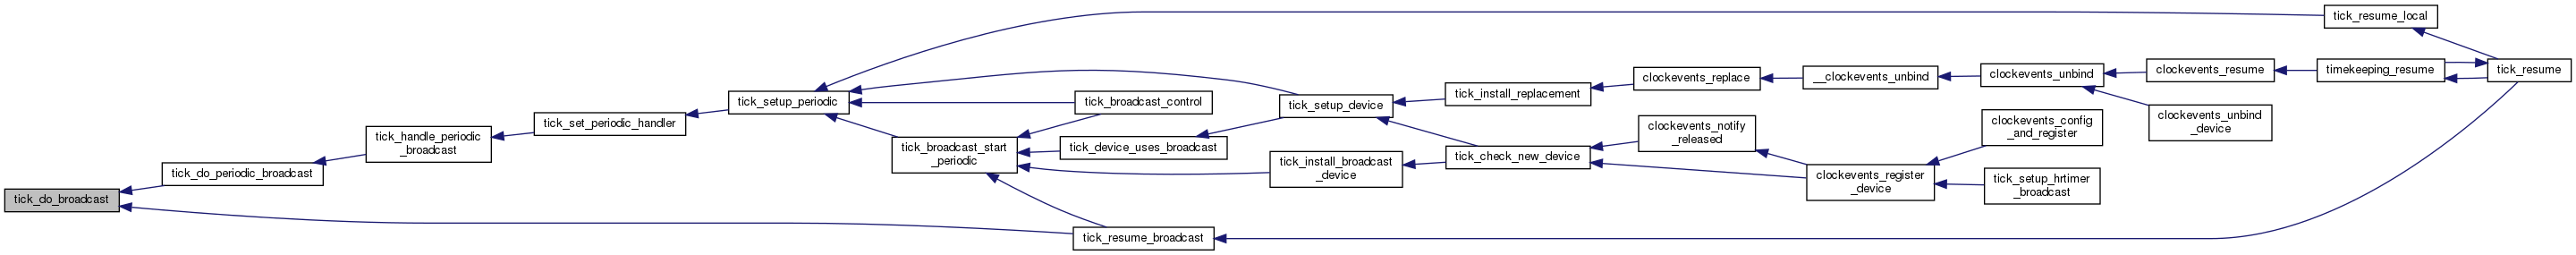 tick_do_broadcast
tick_do_periodic_broadcast
tick_handle_periodic
_broadcast
tick_set_periodic_handler
tick_setup_periodic
tick_broadcast_start
_periodic
tick_broadcast_control
tick_device_uses_broadcast
tick_resume_broadcast
tick_setup_device
tick_install_broadcast
_device
tick_install_replacement
tick_check_new_device
clockevents_replace
clockevents_notify
_released
clockevents_register
_device
__clockevents_unbind
clockevents_unbind
clockevents_config
_and_register
tick_setup_hrtimer
_broadcast
clockevents_resume
clockevents_unbind
_device
timekeeping_resume
tick_resume_local
tick_resume